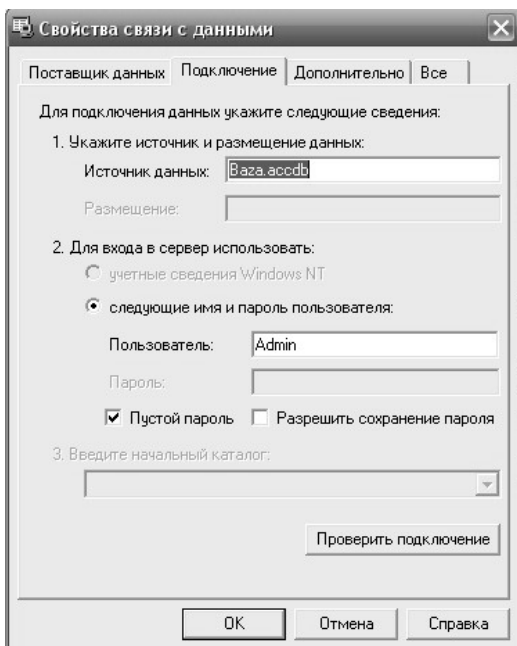 Свойства связи с данными
Поставщик данных Подключение Дополнительно Все
Для подключения данных укажите следующие сведения:
1. Укажите источник и размещение данных:
Источник данных: Baza.accdb
Размещение:
2. Для входа в сервер использовать:
учетные сведения Windows NT
следующие имя и пароль пользователя:
Пользователь: Admin
Пароль:
Пустой пароль Разрешить сохранение пароля
3. Введите начальный каталог:
Проверить подключение
OK Отмена Справка